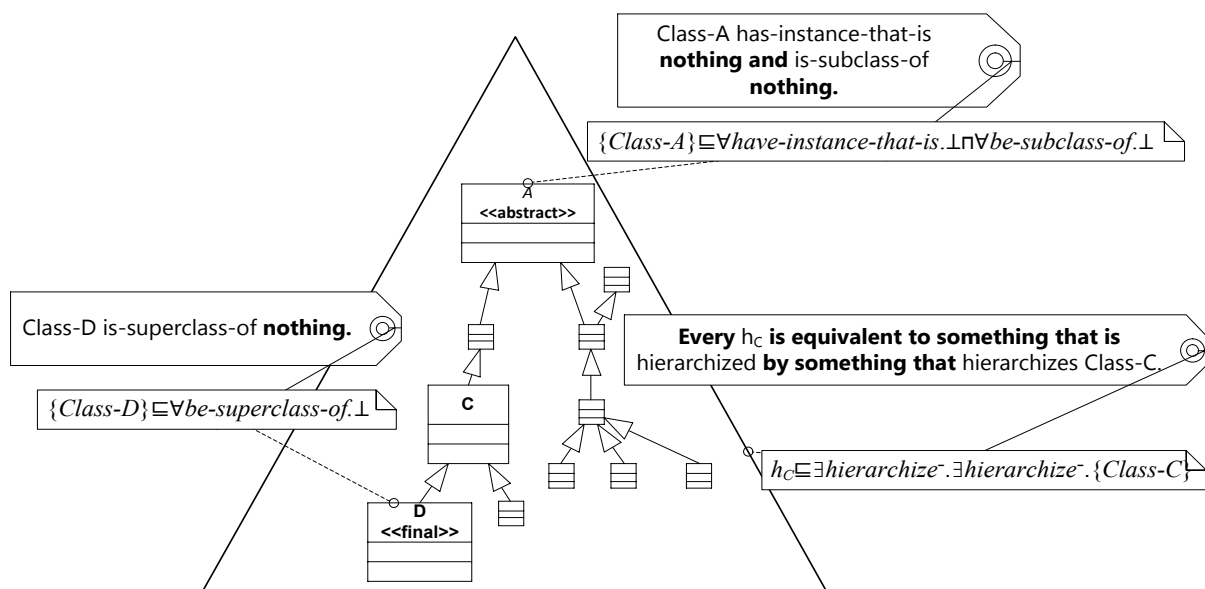 Class-A has-instance-that-is
nothing and is-subclass-of
nothing.
{Class-A}⊑∀have-instance-that-is.⊥⊓∀be-subclass-of.⊥
A
<<abstract>>
Class-D is-superclass-of nothing.
{Class-D}⊑∀be-superclass-of.⊥
Every hC is equivalent to something that is
hierarchized by something that hierarchizes Class-C.
C
hC⊑∃hierarchize⁻.∃hierarchize⁻.{Class-C}
D
<<final>>